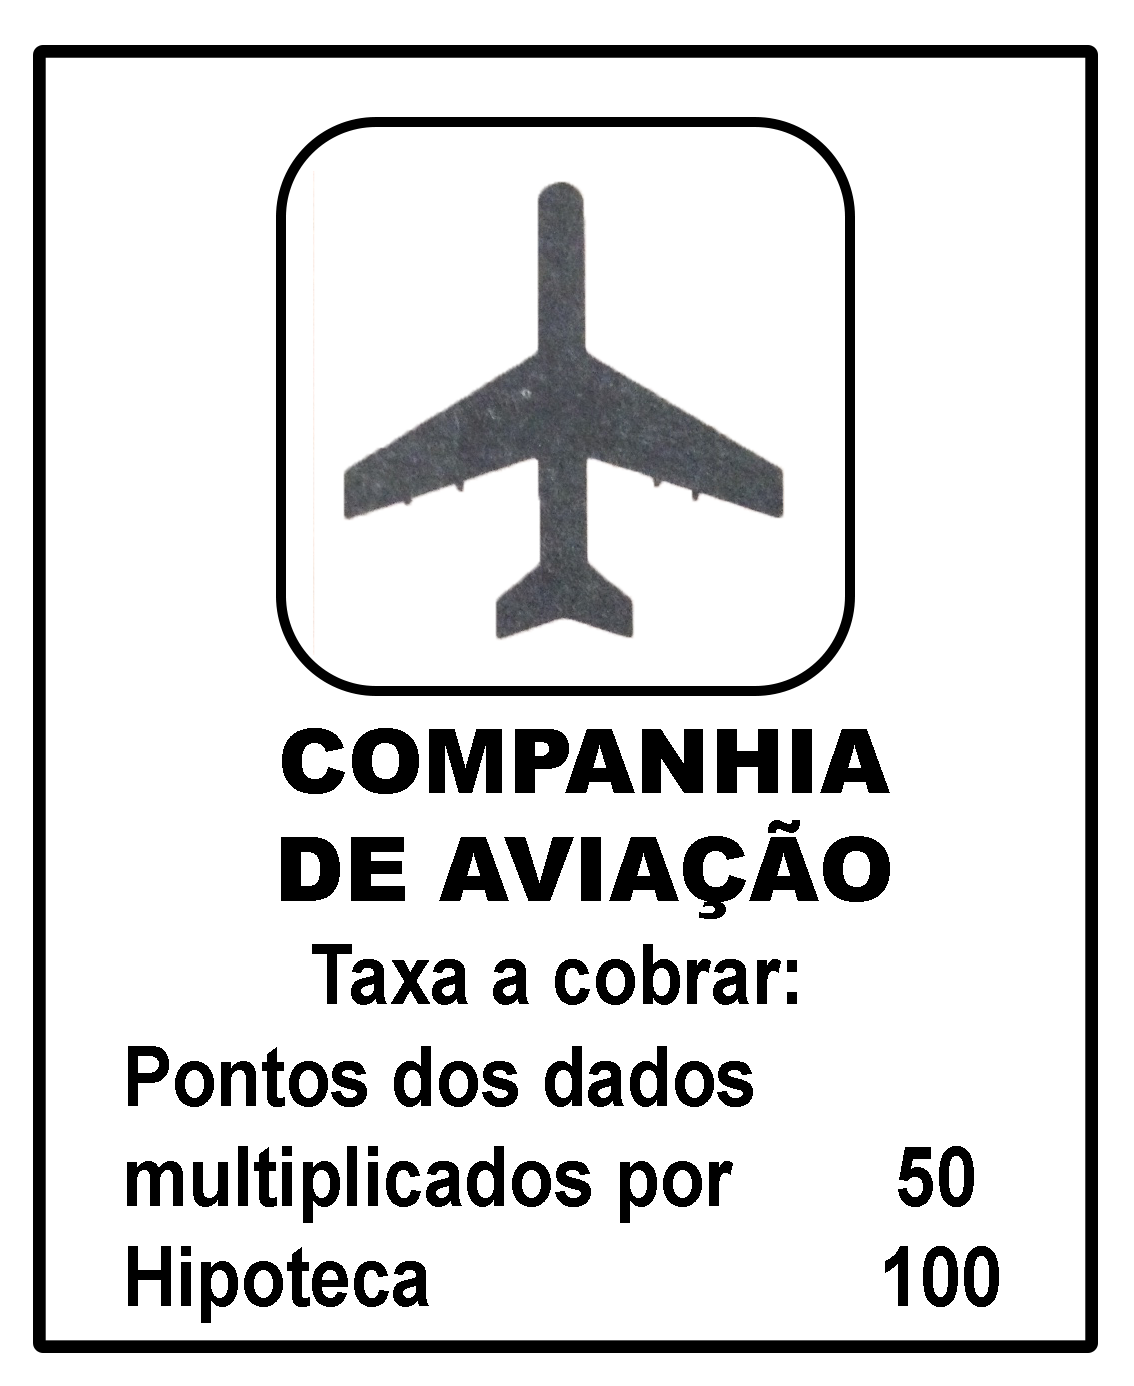 COMPANHIA
DE AVIAÇÃO
Taxa a cobrar:
Pontos dos dados
multiplicados por 50
Hipoteca 100